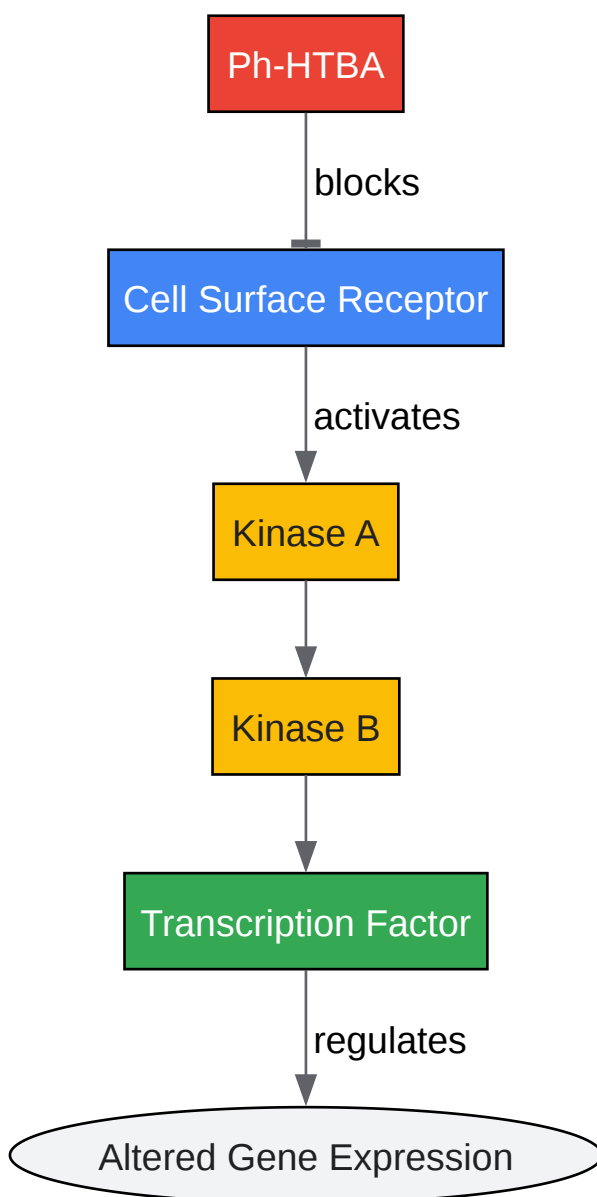 Ph-HTBA
blocks
Cell Surface Receptor
activates
Kinase A
Kinase B
Transcription Factor
regulates
Altered Gene Expression